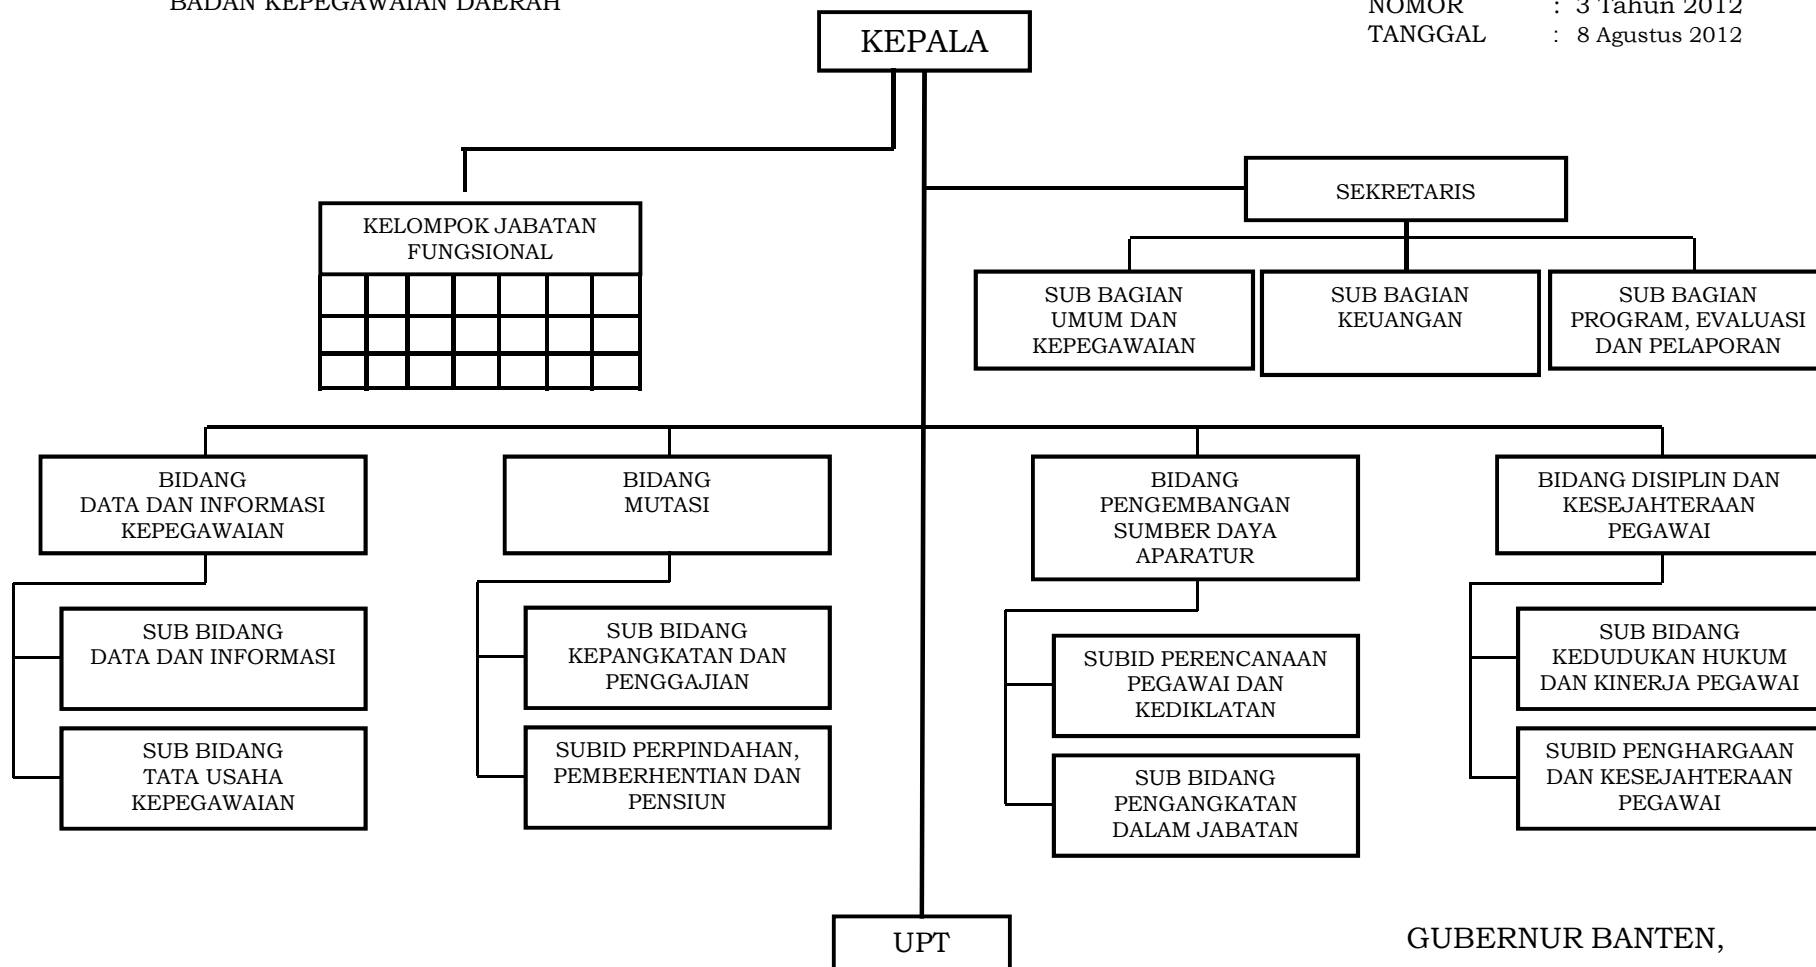 BADAN KEPEGAWAIAN DAERAH
NOMOR : 3 Tahun 2012
TANGGAL : 8 Agustus 2012
KEPALA
SEKRETARIS
KELOMPOK JABATAN
FUNGSIONAL
SUB BAGIAN
UMUM DAN
KEPEGAWAIAN
SUB BAGIAN
KEUANGAN
SUB BAGIAN
PROGRAM, EVALUASI
DAN PELAPORAN
BIDANG
DATA DAN INFORMASI
KEPEGAWAIAN
BIDANG
MUTASI
BIDANG
PENGEMBANGAN
SUMBER DAYA
APARATUR
BIDANG DISIPLIN DAN
KESEJAHTERAAN
PEGAWAI
SUB BIDANG
DATA DAN INFORMASI
SUB BIDANG
TATA USAHA
KEPEGAWAIAN
SUB BIDANG
KEPANGKATAN DAN
PENGGAJIAN
SUBID PERPINDAHAN,
PEMBERHENTIAN DAN
PENSIUN
SUBID PERENCANAAN
PEGAWAI DAN
KEDIKLATAN
SUB BIDANG
PENGANGKATAN
DALAM JABATAN
SUB BIDANG
KEDUDUKAN HUKUM
DAN KINERJA PEGAWAI
SUBID PENGHARGAAN
DAN KESEJAHTERAAN
PEGAWAI
UPT
GUBERNUR BANTEN,